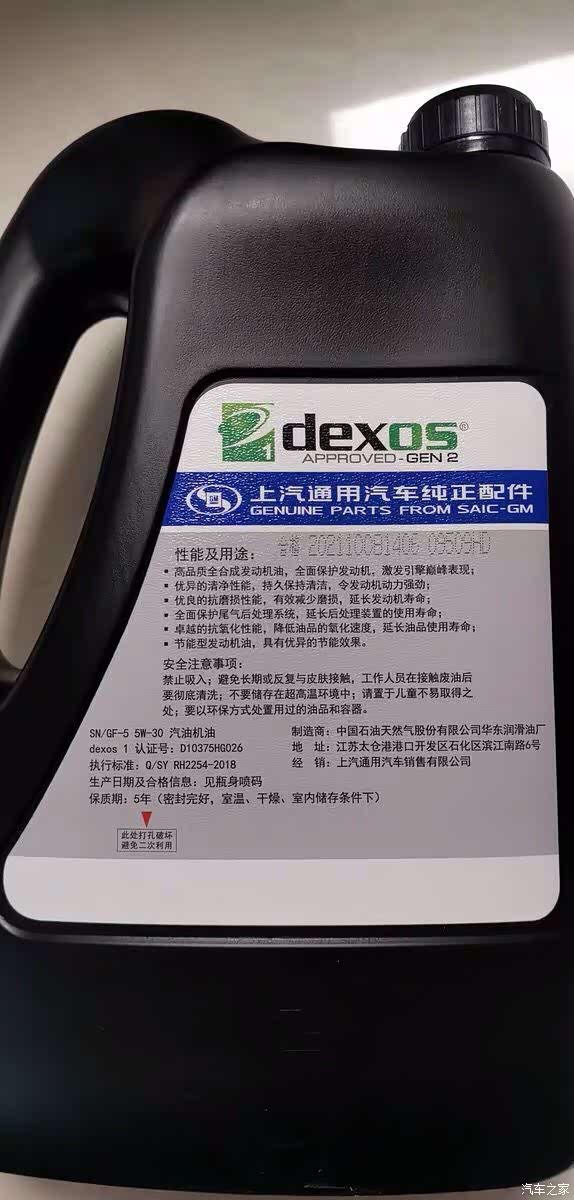 1
dexos®
APPROVED-GEN 2
GM
上汽通用汽车纯正配件
GENUINE PARTS FROM SAIC-GM
性能及用途：
合格 202110081406 09509HD
▪ 高品质全合成发动机油，全面保护发动机，激发引擎巅峰表现；
▪ 优异的清净性能，持久保持清洁，令发动机动力强劲；
▪ 优良的抗磨损性能，有效减少磨损，延长发动机寿命；
▪ 全面保护尾气后处理系统，延长后处理装置的使用寿命；
▪ 卓越的抗氧化性能，降低油品的氧化速度，延长油品使用寿命；
▪ 节能型发动机油，具有优异的节能效果。
安全注意事项：
禁止吸入；避免长期或反复与皮肤接触，工作人员在接触废油后
要彻底清洗；不要储存在超高温环境中；请置于儿童不易取得之
处；要以环保方式处置用过的油品和容器。
SN/GF-5 5W-30 汽油机油
dexos 1 认证号：D10375HG026
执行标准：Q/SY RH2254-2018
生产日期及合格信息：见瓶身喷码
保质期：5年（密封完好，室温、干燥、室内储存条件下）
制造商：中国石油天然气股份有限公司华东润滑油厂
地 址：江苏太仓港港口开发区石化区滨江南路6号
经 销：上汽通用汽车销售有限公司
此处打孔破坏
避免二次利用
汽车之家